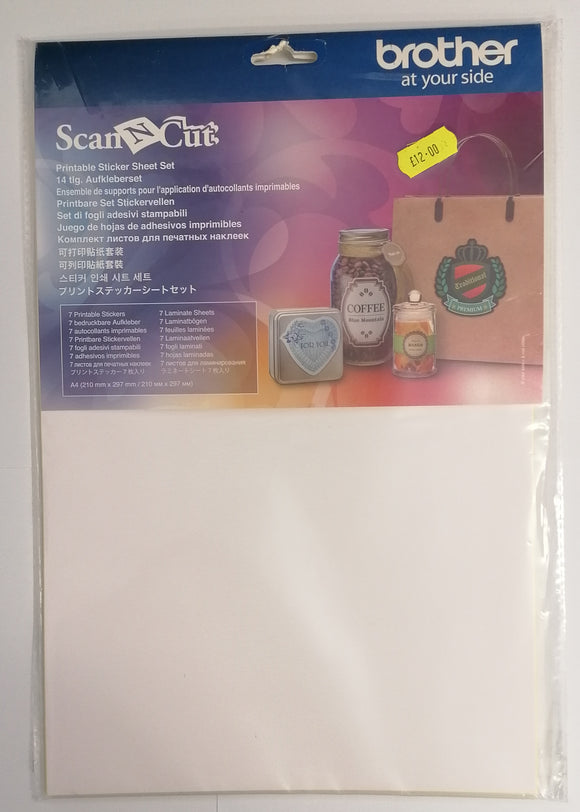 brother
at your side
ScanNCut
£12.00
Printable Sticker Sheet Set
14 tlg. Aufkleberset
Ensemble de supports pour l'application d'autocollants imprimables
Printbare Set Stickervellen
Set di fogli adesivi stampabili
Juego de hojas de adhesivos imprimibles
Комплект листов для печатных наклеек
可打印贴纸套装
可列印貼紙套裝
스티커 인쇄 시트 세트
プリントステッカーシートセット
Traditional
PREMIUM
COFFEE
Blue Mountain
FOR YOU
7 Printable Stickers
7 bedruckbare Aufkleber
7 autocollants imprimables
7 Printbare Stickervellen
7 fogli adesivi stampabili
7 adhesivos imprimibles
7 листов для печатных наклеек
プリントステッカー7枚入り
7 Laminate Sheets
7 Laminatbögen
7 feuilles laminées
7 Laminaatvellen
7 fogli laminati
7 hojas laminadas
7 листов для ламинирования
ラミネートシート7枚入り
A4 (210 mm x 297 mm / 210 мм x 297 мм)